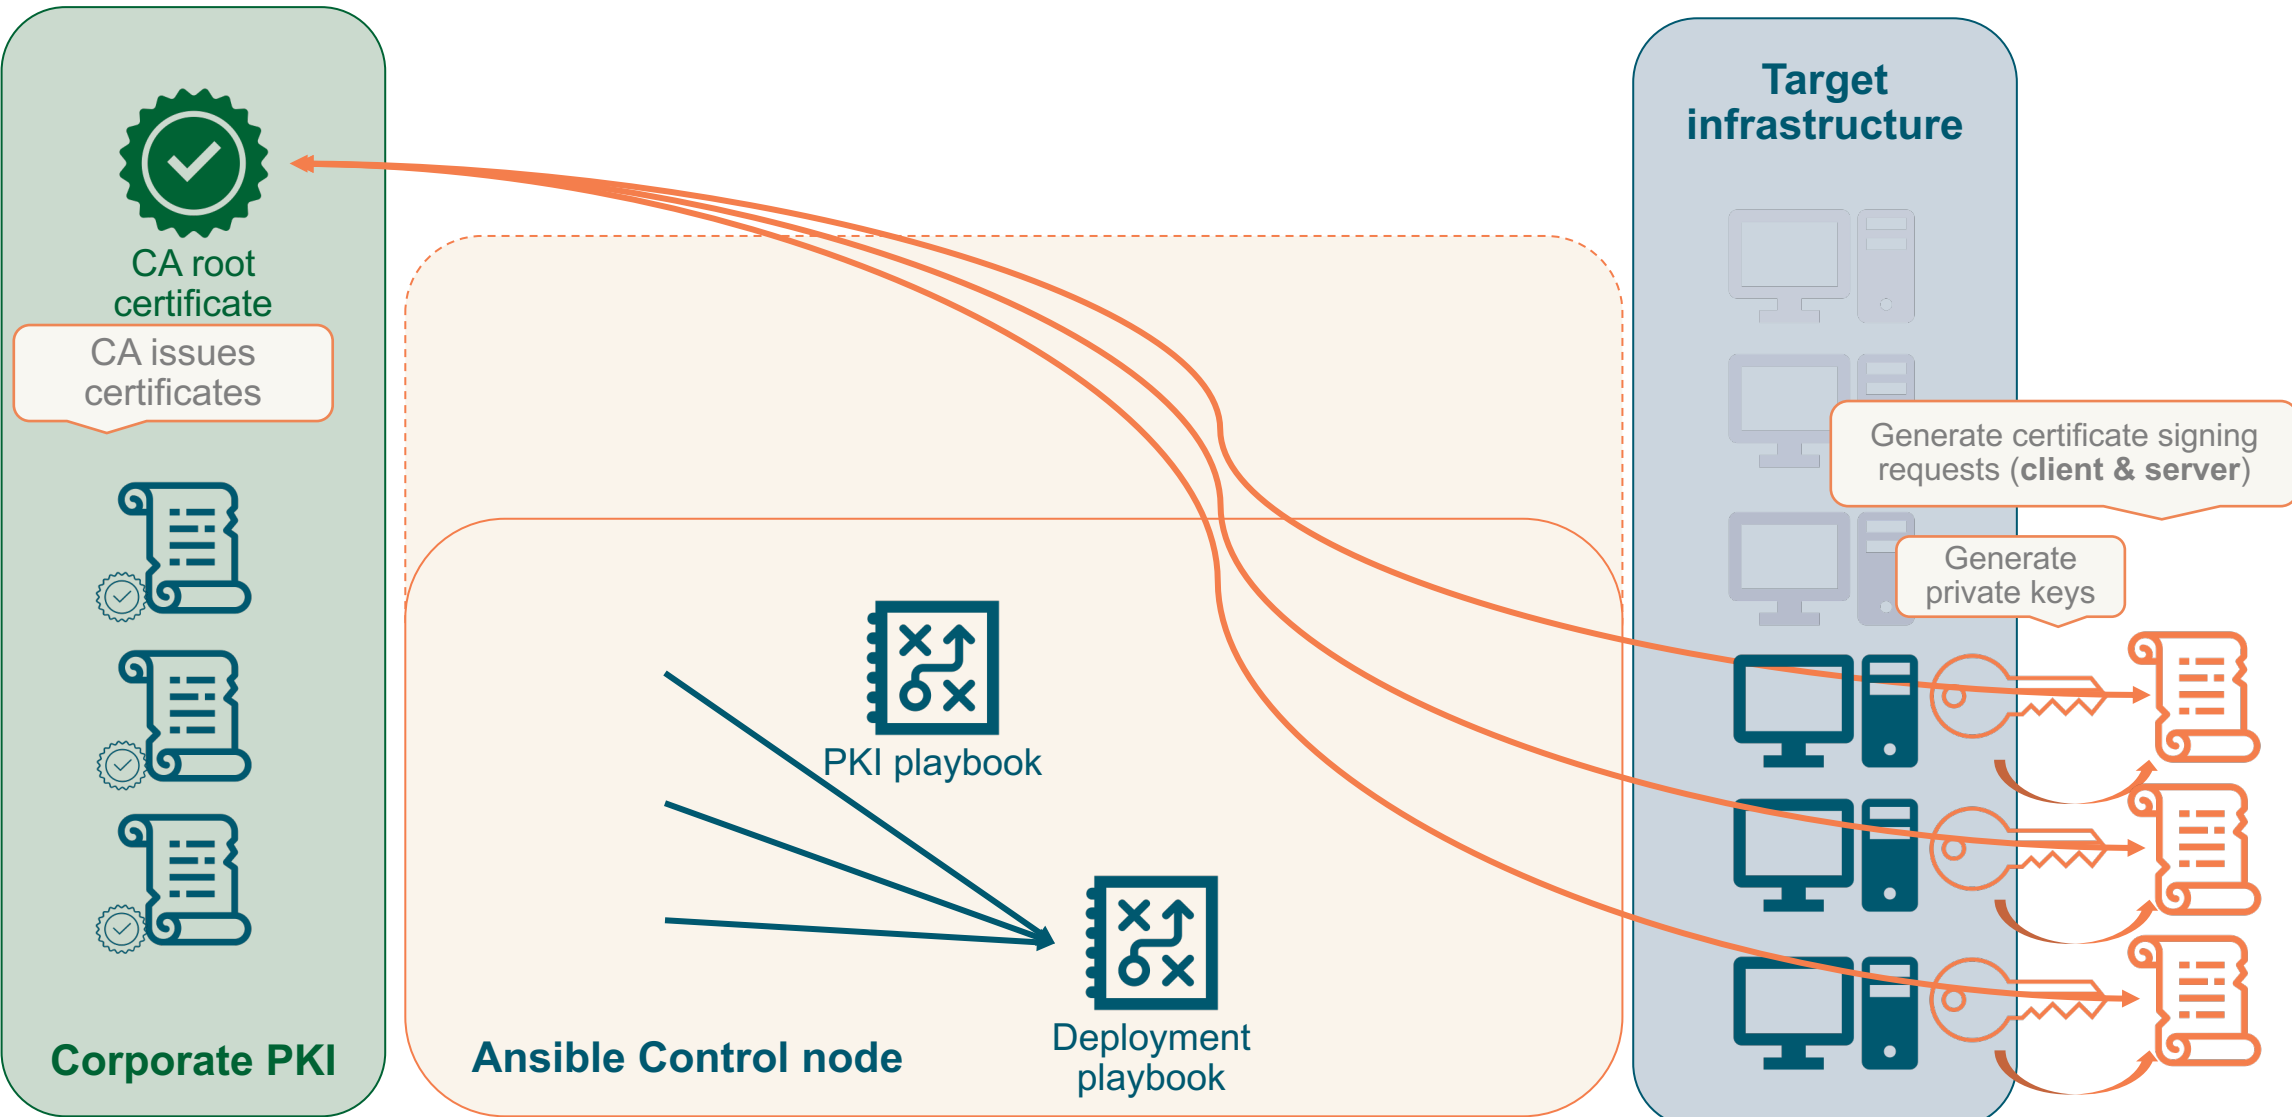 Target
infrastructure
CA root
certificate
CA issues
certificates
Generate certificate signing
requests (client & server)
Generate
private keys
PKI playbook
Deployment
playbook
Corporate PKI
Ansible Control node